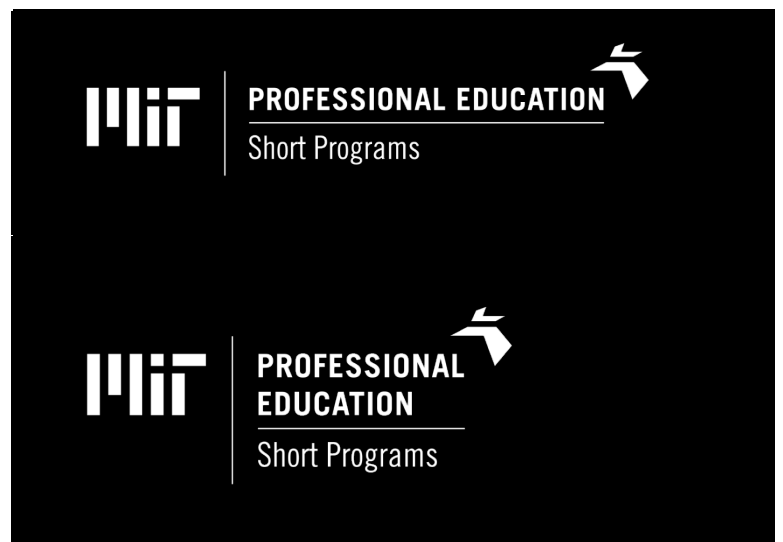 MIT
PROFESSIONAL EDUCATION
Short Programs
MIT
PROFESSIONAL
EDUCATION
Short Programs